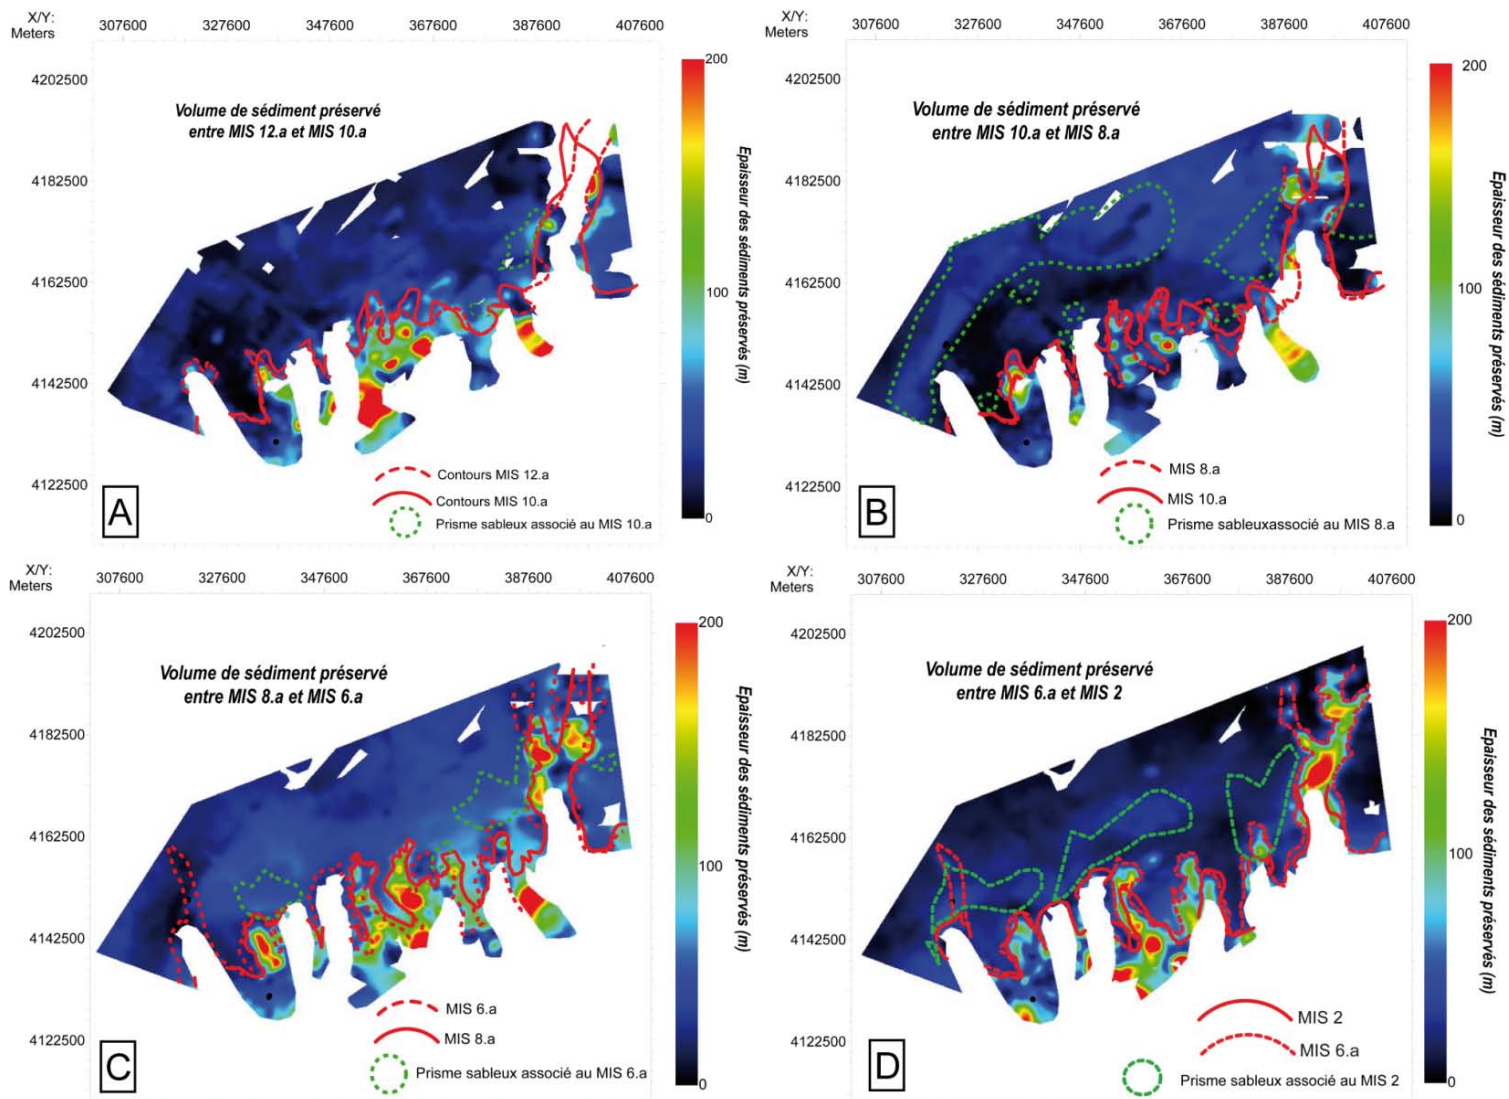 X/Y:
Meters
307600 327600 347600 367600 387600 407600
4202500
4182500
4162500
4142500
4122500
Volume de sédiment préservé
entre MIS 12.a et MIS 10.a
200
100
0
Epaisseur des sédiments préservés (m)
Contours MIS 12.a
Contours MIS 10.a
Prisme sableux associé au MIS 10.a
A
X/Y:
Meters
307600 327600 347600 367600 387600 407600
4202500
4182500
4162500
4142500
4122500
Volume de sédiment préservé
entre MIS 10.a et MIS 8.a
200
100
0
Epaisseur des sédiments préservés (m)
MIS 8.a
MIS 10.a
Prisme sableuxassocié au MIS 8.a
B
X/Y:
Meters
307600 327600 347600 367600 387600 407600
4202500
4182500
4162500
4142500
4122500
Volume de sédiment préservé
entre MIS 8.a et MIS 6.a
200
100
0
Epaisseur des sédiments préservés (m)
MIS 6.a
MIS 8.a
Prisme sableux associé au MIS 6.a
C
X/Y:
Meters
307600 327600 347600 367600 387600 407600
4202500
4182500
4162500
4142500
4122500
Volume de sédiment préservé
entre MIS 6.a et MIS 2
200
100
0
Epaisseur des sédiments préservés (m)
MIS 2
MIS 6.a
Prisme sableux associé au MIS 2
D